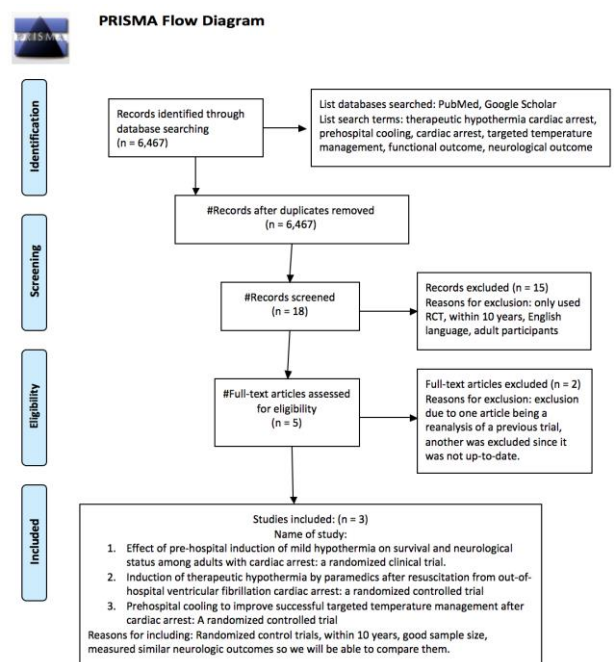 PRISMA
PRISMA Flow Diagram
Identification
Records identified through
database searching
(n = 6,467)
List databases searched: PubMed, Google Scholar
List search terms: therapeutic hypothermia cardiac arrest,
prehospital cooling, cardiac arrest, targeted temperature
management, functional outcome, neurological outcome
#Records after duplicates removed
(n = 6,467)
Screening
#Records screened
(n = 18)
Records excluded (n = 15)
Reasons for exclusion: only used
RCT, within 10 years, English
language, adult participants
Eligibility
#Full-text articles assessed
for eligibility
(n = 5)
Full-text articles excluded (n = 2)
Reasons for exclusion: exclusion
due to one article being a
reanalysis of a previous trial,
another was excluded since it
was not up-to-date.
Included
Studies included: (n = 3)
Name of study:
1. Effect of pre-hospital induction of mild hypothermia on survival and neurological
status among adults with cardiac arrest: a randomized clinical trial.
2. Induction of therapeutic hypothermia by paramedics after resuscitation from out-of-
hospital ventricular fibrillation cardiac arrest: a randomized controlled trial
3. Prehospital cooling to improve successful targeted temperature management after
cardiac arrest: A randomized controlled trial
Reasons for including: Randomized control trials, within 10 years, good sample size,
measured similar neurologic outcomes so we will be able to compare them.